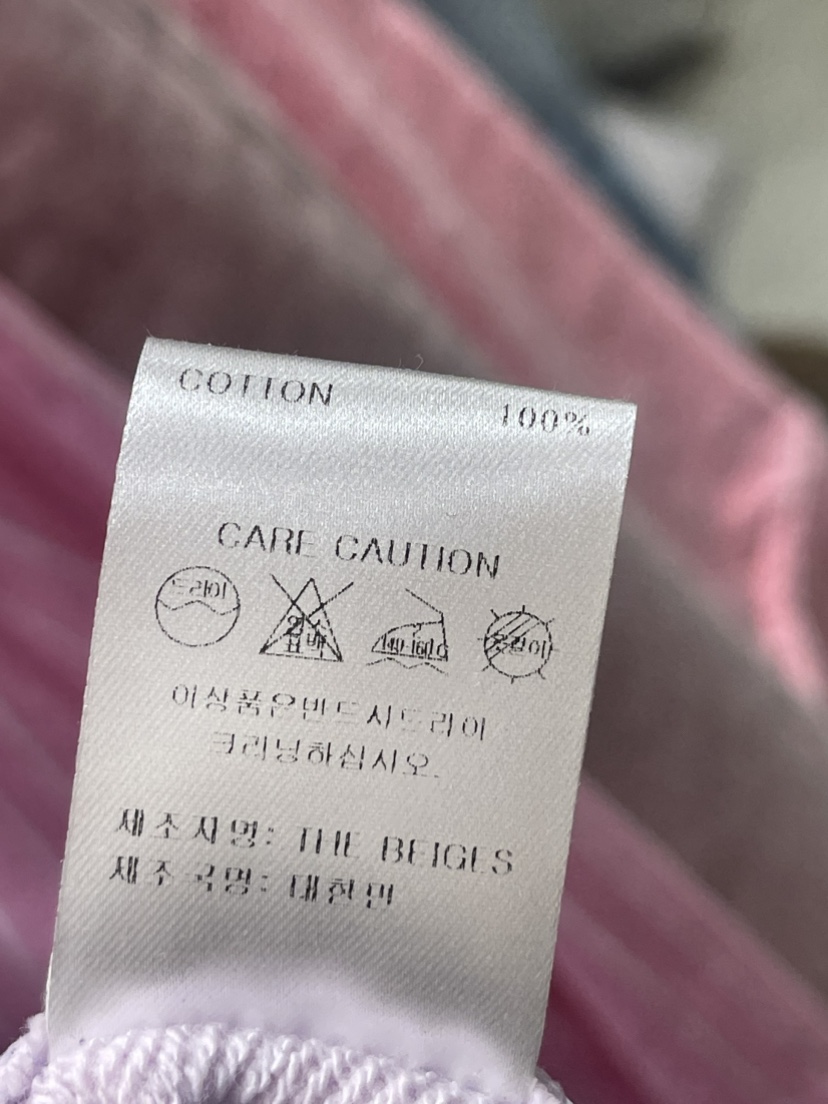 COTTON 100%
CARE CAUTION
드라이
이상품은반드시드라이
크리닝하십시오.
제조자명: THE BEIGES
제조국명: 대한민